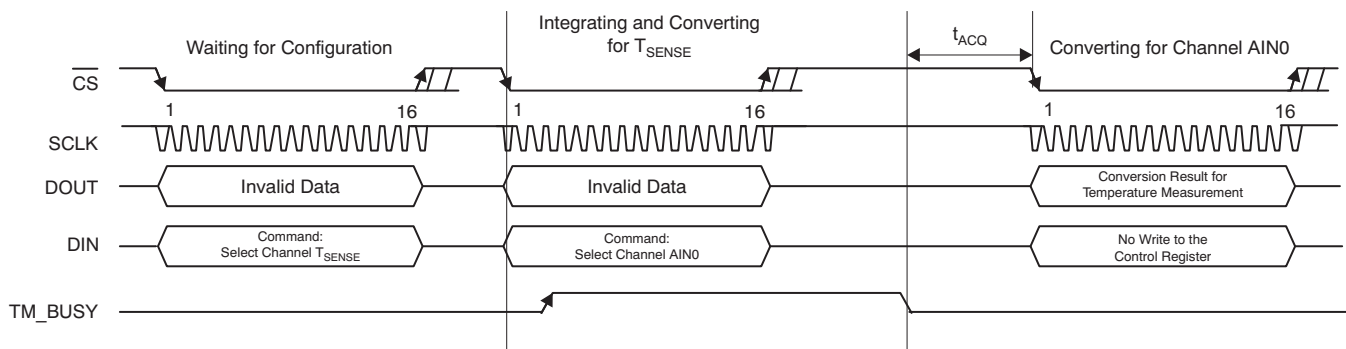 Waiting for Configuration
Integrating and Converting
for TSENSE
tACQ
Converting for Channel AIN0
CS
1
16
1
16
1
16
SCLK
DOUT
Invalid Data
Invalid Data
Conversion Result for
Temperature Measurement
DIN
Command:
Select Channel TSENSE
Command:
Select Channel AIN0
No Write to the
Control Register
TM_BUSY